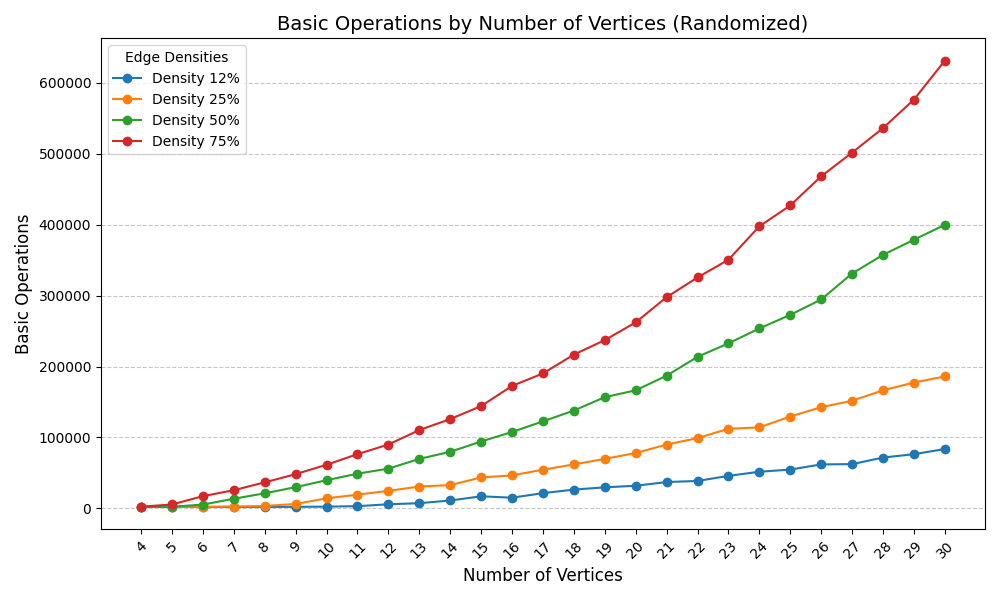 Basic Operations by Number of Vertices (Randomized)
Edge Densities
Density 12%
Density 25%
Density 50%
Density 75%
Basic Operations
600000
500000
400000
300000
200000
100000
0
4 5 6 7 8 9 10 11 12 13 14 15 16 17 18 19 20 21 22 23 24 25 26 27 28 29 30
Number of Vertices